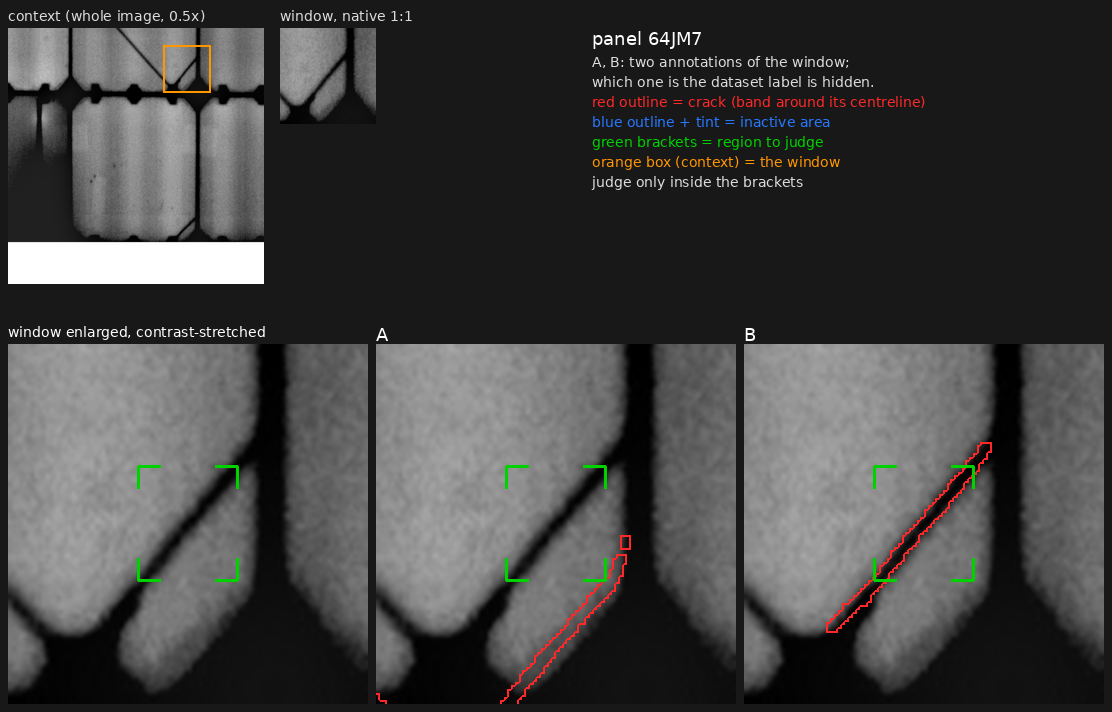 context (whole image, 0.5x)
window, native 1:1
panel 64JM7
A, B: two annotations of the window;
which one is the dataset label is hidden.
red outline = crack (band around its centreline)
blue outline + tint = inactive area
green brackets = region to judge
orange box (context) = the window
judge only inside the brackets
window enlarged, contrast-stretched
A
B